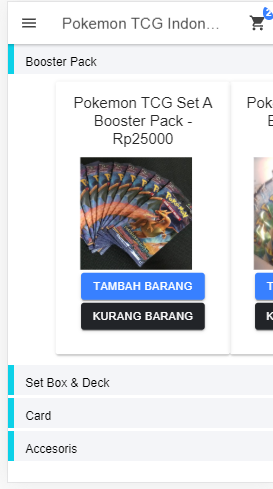 Pokemon TCG Indon...
2
Booster Pack
Pokemon TCG Set A
Booster Pack -
Rp25000
Pok
TAMBAH BARANG
T
KURANG BARANG
K
Set Box & Deck
Card
Accesoris